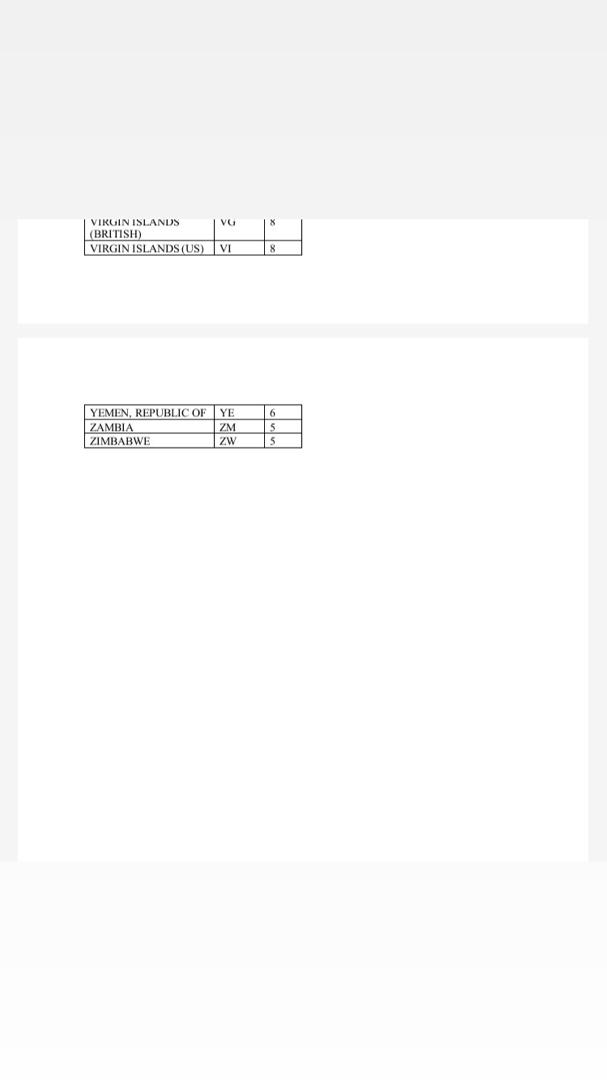 VIRGIN ISLANDS VG 8
(BRITISH)
VIRGIN ISLANDS (US) VI 8
YEMEN, REPUBLIC OF YE 6
ZAMBIA ZM 5
ZIMBABWE ZW 5